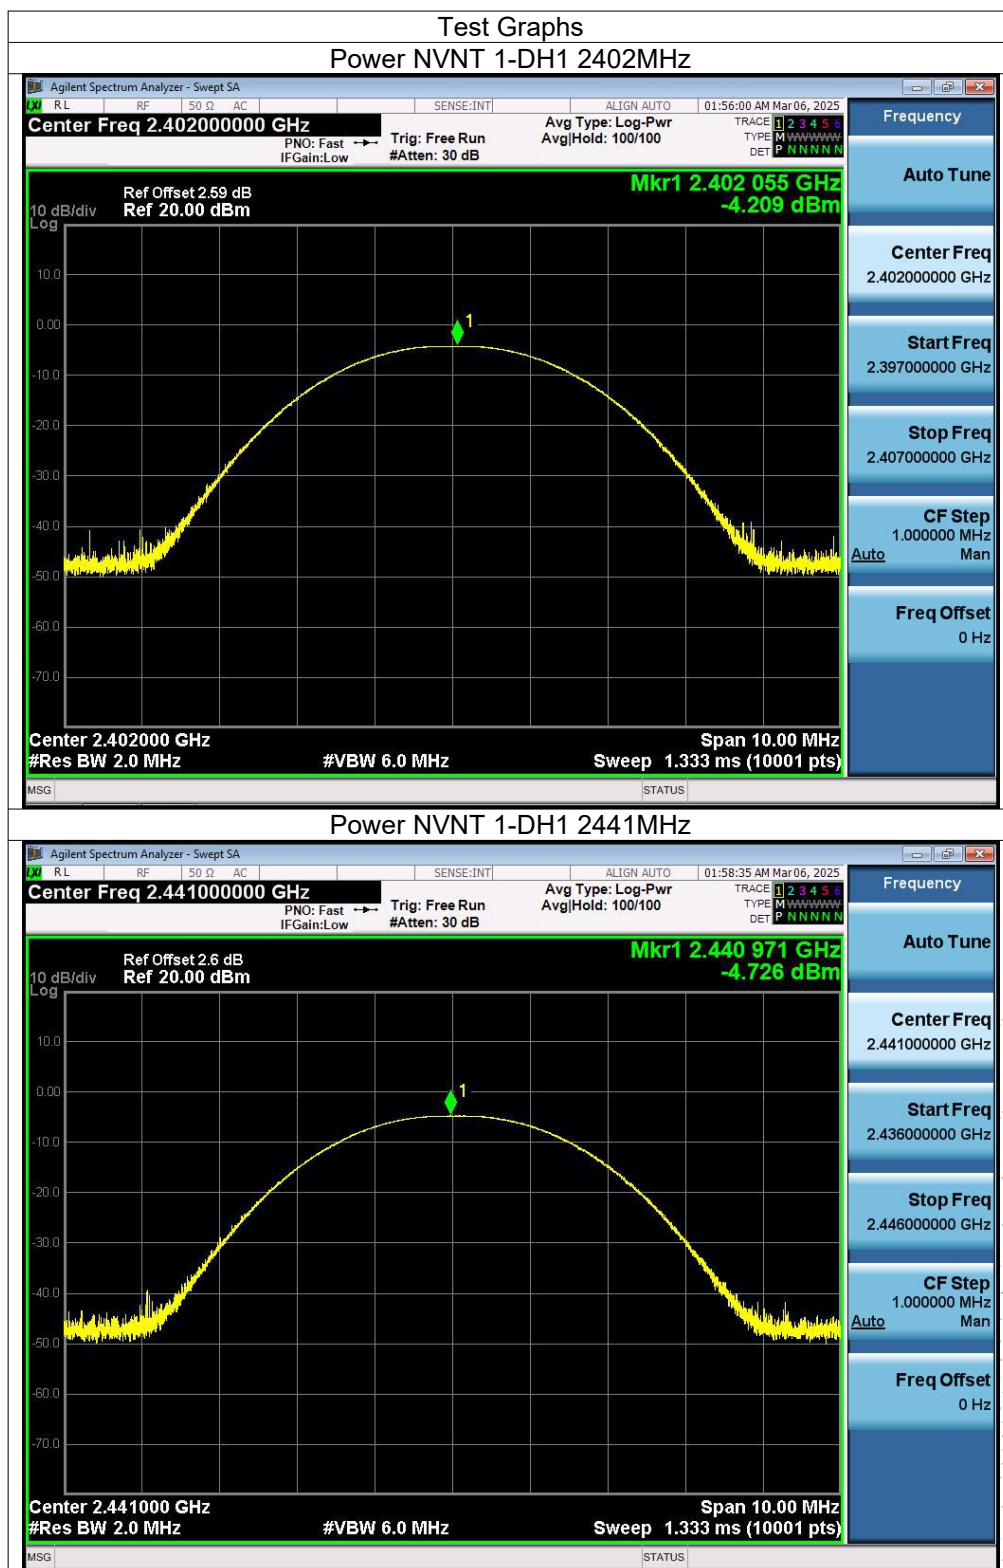 Test Graphs
Power NVNT 1-DH1 2402MHz
Agilent Spectrum Analyzer - Swept SA
LXI RL RF 50 Ω AC SENSE:INT ALIGN AUTO 01:56:00 AM Mar 06, 2025
Center Freq 2.402000000 GHz
PNO: Fast
IFGain:Low
Trig: Free Run
#Atten: 30 dB
Avg Type: Log-Pwr
Avg|Hold: 100/100
TRACE 1 2 3 4 5 6
TYPE M WWWWW
DET P N N N N N
Frequency
Auto Tune
Center Freq
2.402000000 GHz
Start Freq
2.397000000 GHz
Stop Freq
2.407000000 GHz
CF Step
1.000000 MHz
Auto Man
Freq Offset
0 Hz
Mkr1 2.402 055 GHz
-4.209 dBm
Ref Offset 2.59 dB
10 dB/div Ref 20.00 dBm
Log
10.0
0.00
-10.0
-20.0
-30.0
-40.0
-50.0
-60.0
-70.0
1
Center 2.402000 GHz Span 10.00 MHz
#Res BW 2.0 MHz #VBW 6.0 MHz Sweep 1.333 ms (10001 pts)
MSG STATUS
Power NVNT 1-DH1 2441MHz
Agilent Spectrum Analyzer - Swept SA
LXI RL RF 50 Ω AC SENSE:INT ALIGN AUTO 01:58:35 AM Mar 06, 2025
Center Freq 2.441000000 GHz
PNO: Fast
IFGain:Low
Trig: Free Run
#Atten: 30 dB
Avg Type: Log-Pwr
Avg|Hold: 100/100
TRACE 1 2 3 4 5 6
TYPE M WWWWW
DET P N N N N N
Frequency
Auto Tune
Center Freq
2.441000000 GHz
Start Freq
2.436000000 GHz
Stop Freq
2.446000000 GHz
CF Step
1.000000 MHz
Auto Man
Freq Offset
0 Hz
Mkr1 2.440 971 GHz
-4.726 dBm
Ref Offset 2.6 dB
10 dB/div Ref 20.00 dBm
Log
10.0
0.00
-10.0
-20.0
-30.0
-40.0
-50.0
-60.0
-70.0
1
Center 2.441000 GHz Span 10.00 MHz
#Res BW 2.0 MHz #VBW 6.0 MHz Sweep 1.333 ms (10001 pts)
MSG STATUS